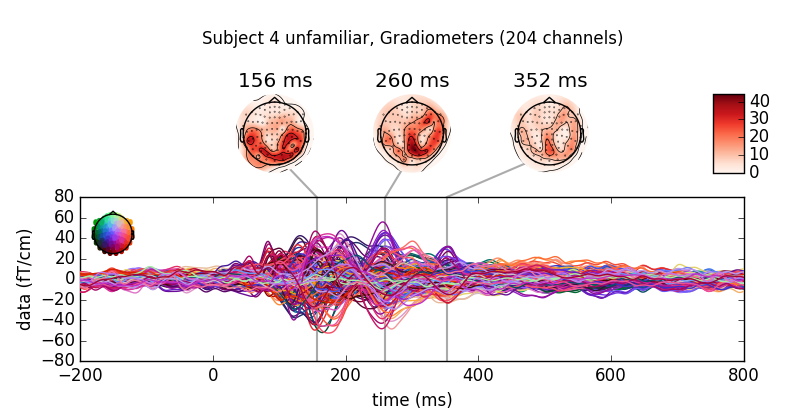 Subject 4 unfamiliar, Gradiometers (204 channels)
156 ms 260 ms 352 ms
40
30
20
10
0
80
60
40
20
0
−20
−40
−60
−80
data (fT/cm)
−200 0 200 400 600 800
time (ms)